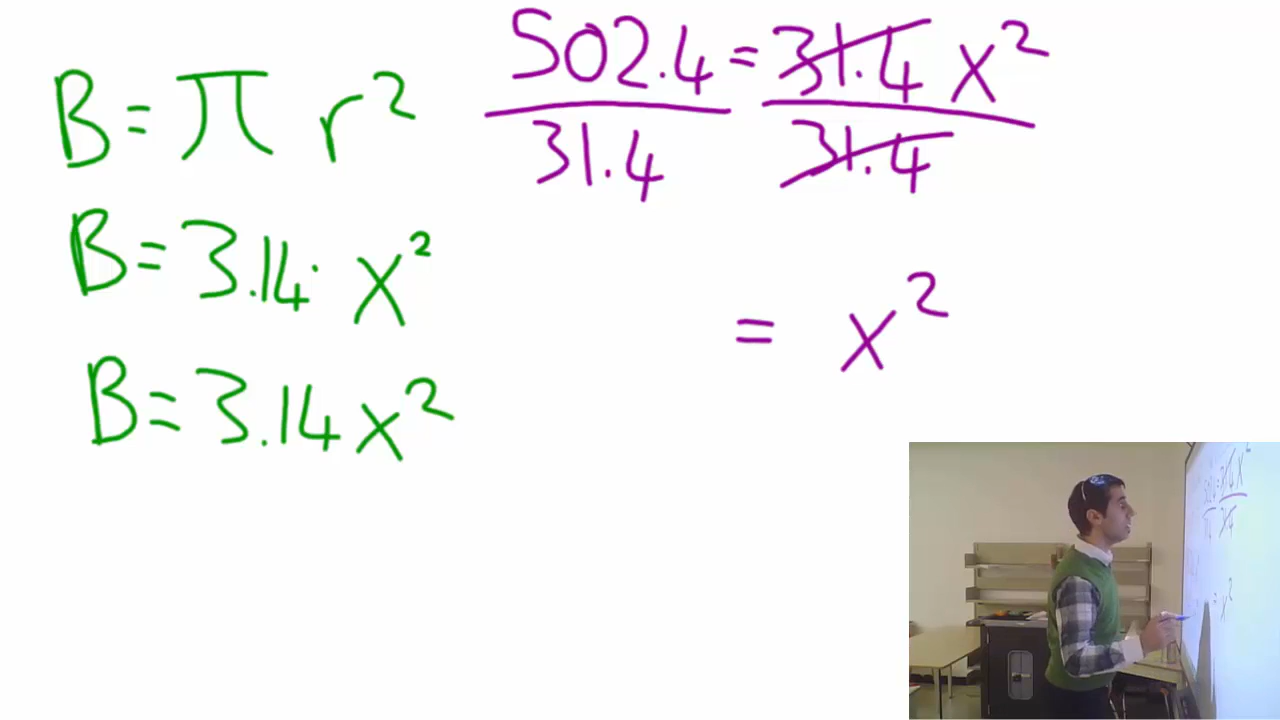 B = π r²
B = 3.14 · x²
B = 3.14x²
502.4 = 31.4 x²
31.4 31.4
= x²